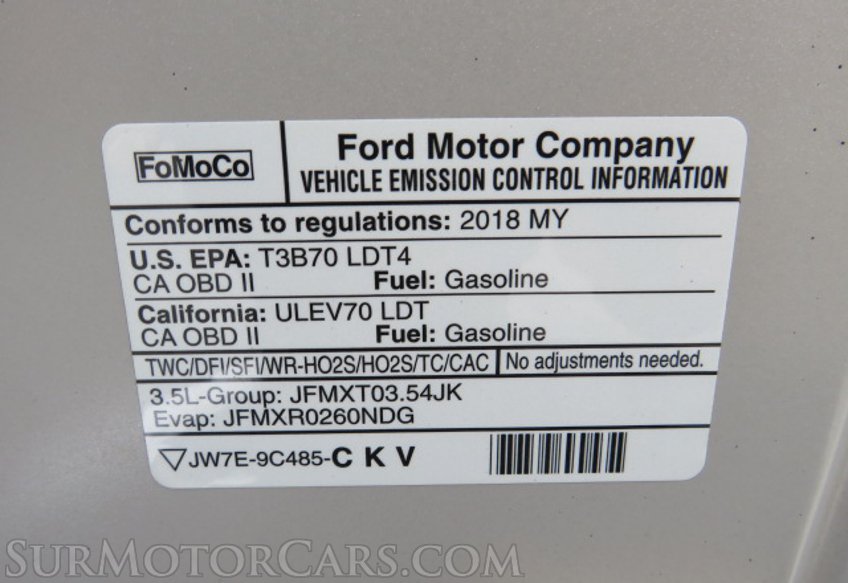 FoMoCo
Ford Motor Company
VEHICLE EMISSION CONTROL INFORMATION
Conforms to regulations: 2018 MY
U.S. EPA: T3B70 LDT4
CA OBD II Fuel: Gasoline
California: ULEV70 LDT
CA OBD II Fuel: Gasoline
TWC/DFI/SFI/WR-HO2S/HO2S/TC/CAC No adjustments needed.
3.5L-Group: JFMXT03.54JK
Evap: JFMXR0260NDG
JW7E-9C485-C K V
SURMOTORCARS.COM